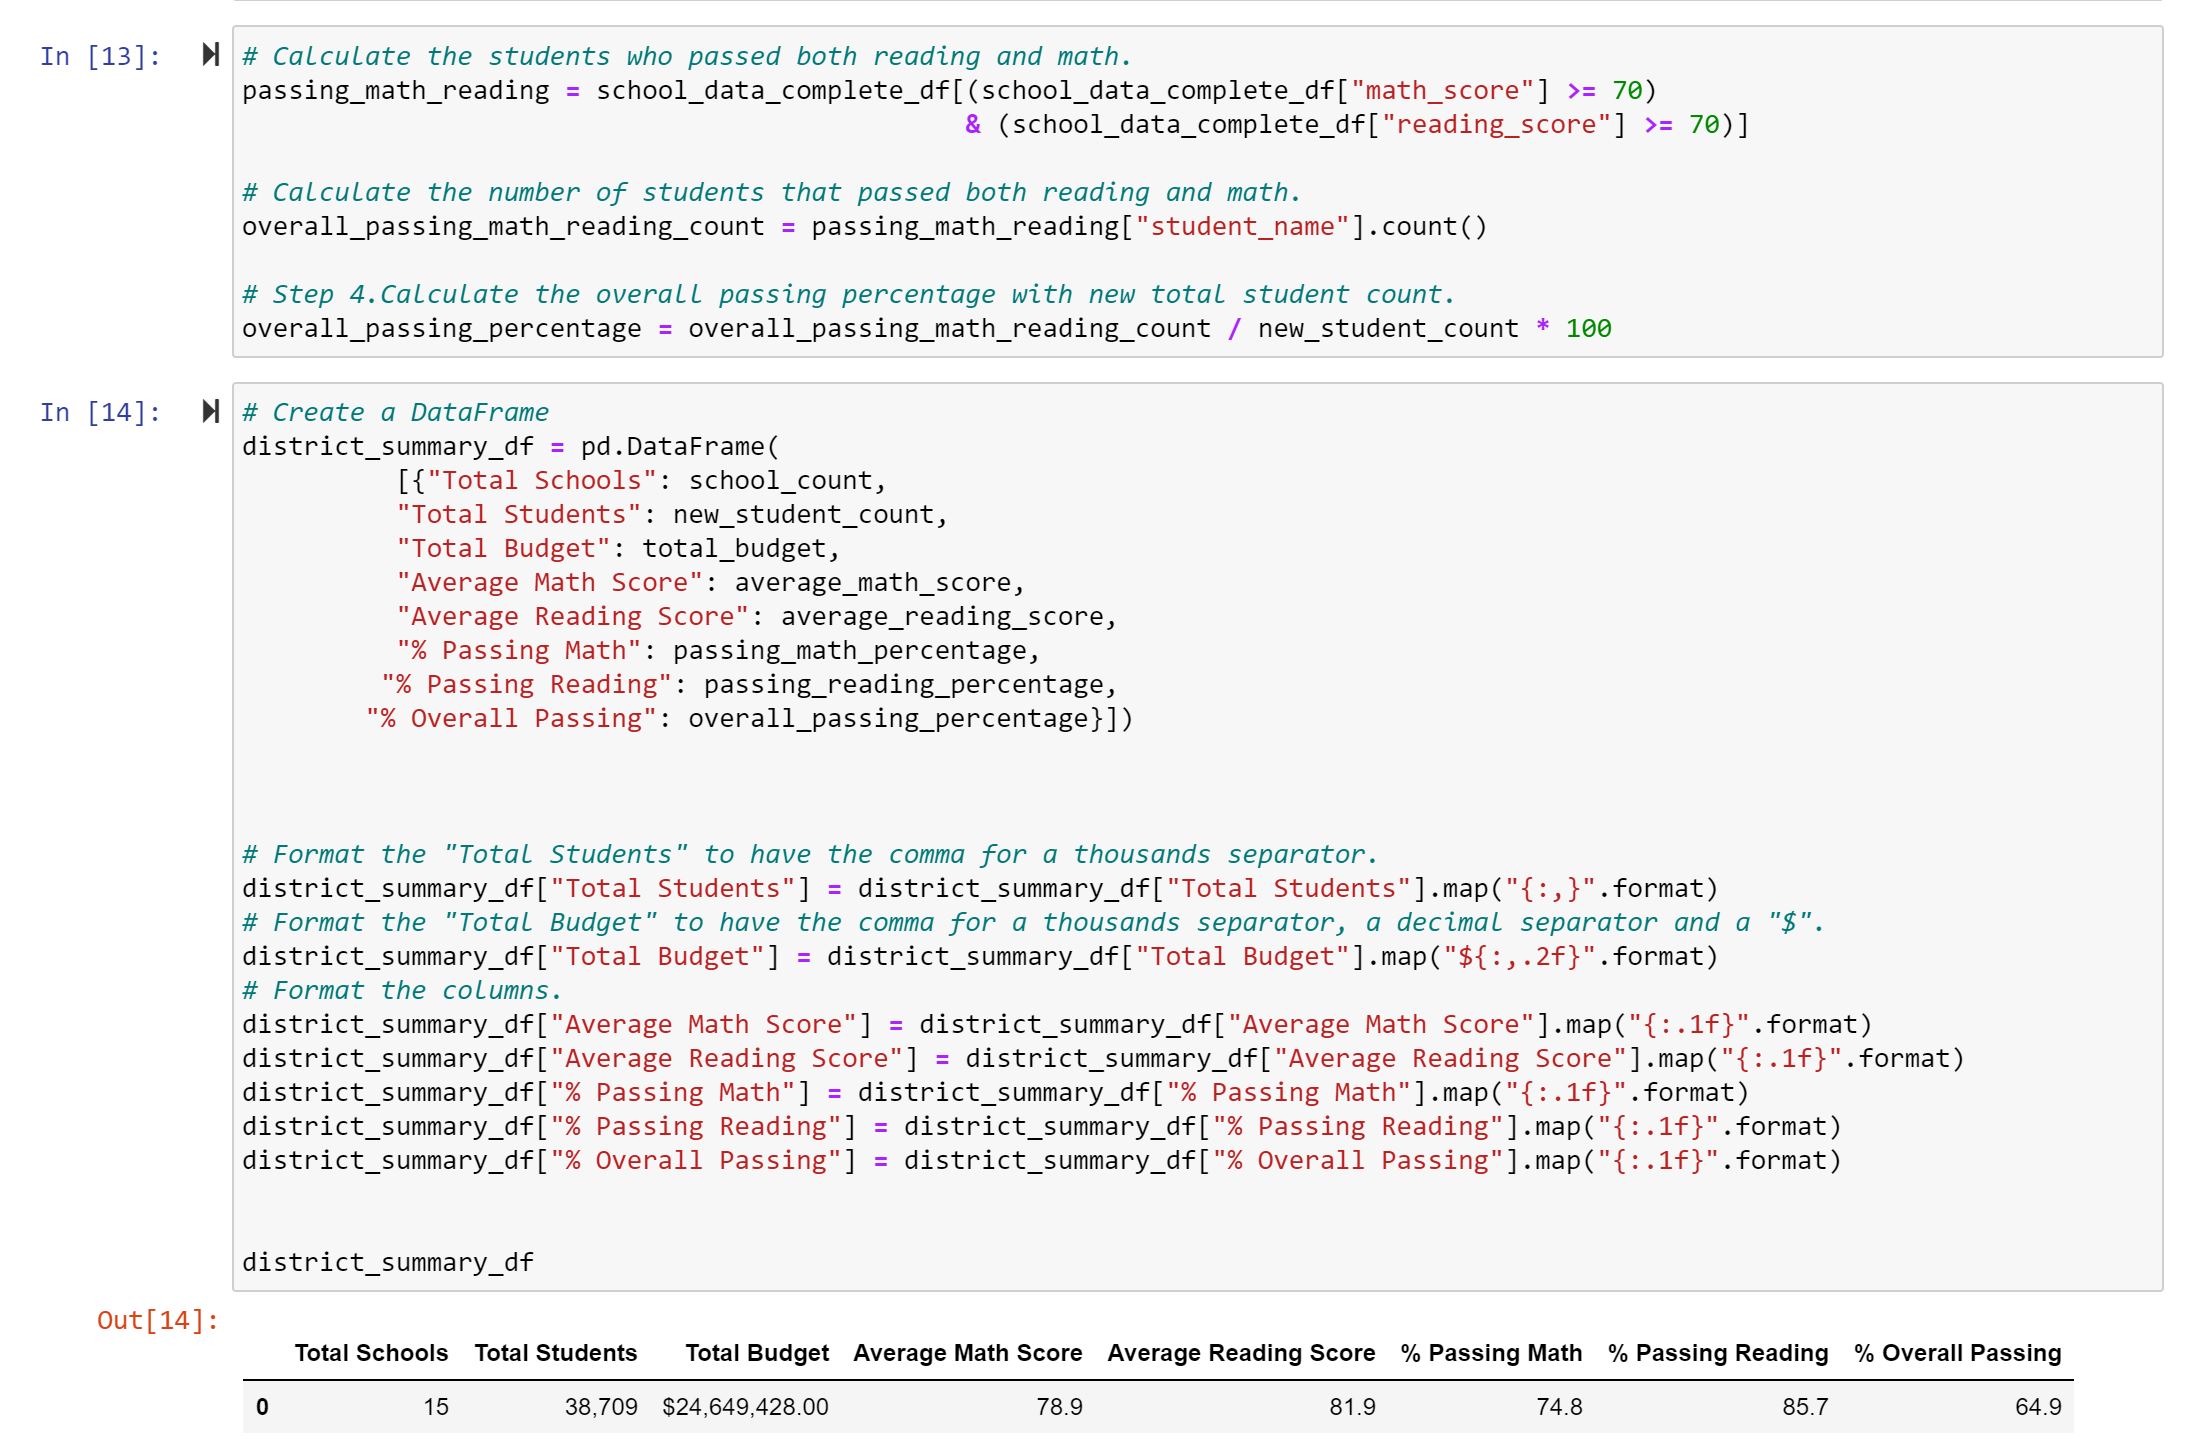 In [13]:
# Calculate the students who passed both reading and math.
passing_math_reading = school_data_complete_df[(school_data_complete_df["math_score"] >= 70)
& (school_data_complete_df["reading_score"] >= 70)]
# Calculate the number of students that passed both reading and math.
overall_passing_math_reading_count = passing_math_reading["student_name"].count()
# Step 4.Calculate the overall passing percentage with new total student count.
overall_passing_percentage = overall_passing_math_reading_count / new_student_count * 100
In [14]:
# Create a DataFrame
district_summary_df = pd.DataFrame(
[{"Total Schools": school_count,
"Total Students": new_student_count,
"Total Budget": total_budget,
"Average Math Score": average_math_score,
"Average Reading Score": average_reading_score,
"% Passing Math": passing_math_percentage,
"% Passing Reading": passing_reading_percentage,
"% Overall Passing": overall_passing_percentage}])
# Format the "Total Students" to have the comma for a thousands separator.
district_summary_df["Total Students"] = district_summary_df["Total Students"].map("{:,}".format)
# Format the "Total Budget" to have the comma for a thousands separator, a decimal separator and a "$".
district_summary_df["Total Budget"] = district_summary_df["Total Budget"].map("${:,.2f}".format)
# Format the columns.
district_summary_df["Average Math Score"] = district_summary_df["Average Math Score"].map("{:.1f}".format)
district_summary_df["Average Reading Score"] = district_summary_df["Average Reading Score"].map("{:.1f}".format)
district_summary_df["% Passing Math"] = district_summary_df["% Passing Math"].map("{:.1f}".format)
district_summary_df["% Passing Reading"] = district_summary_df["% Passing Reading"].map("{:.1f}".format)
district_summary_df["% Overall Passing"] = district_summary_df["% Overall Passing"].map("{:.1f}".format)
district_summary_df
Out[14]:
Total Schools Total Students Total Budget Average Math Score Average Reading Score % Passing Math % Passing Reading % Overall Passing
0 15 38,709 $24,649,428.00 78.9 81.9 74.8 85.7 64.9